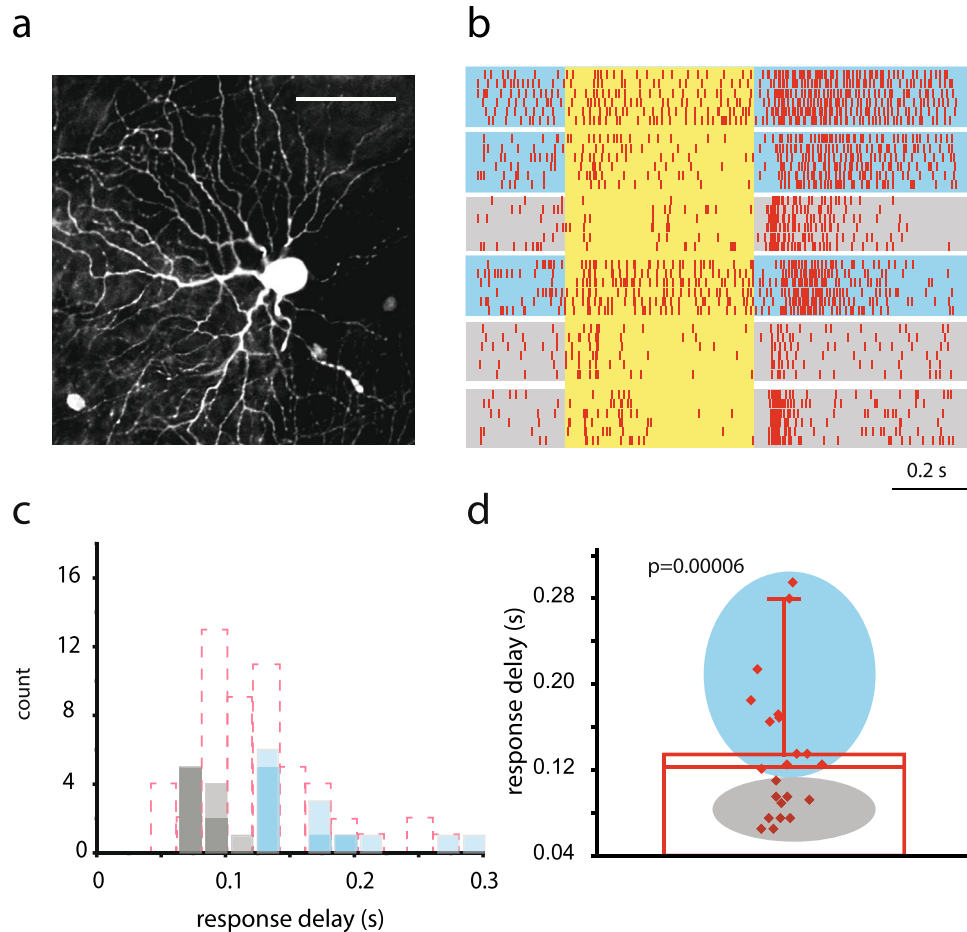 a
b
0.2 s
c
16
12
8
4
0
count
0
0.1
0.2
0.3
response delay (s)
d
p=0.00006
0.28
0.20
0.12
0.04
response delay (s)